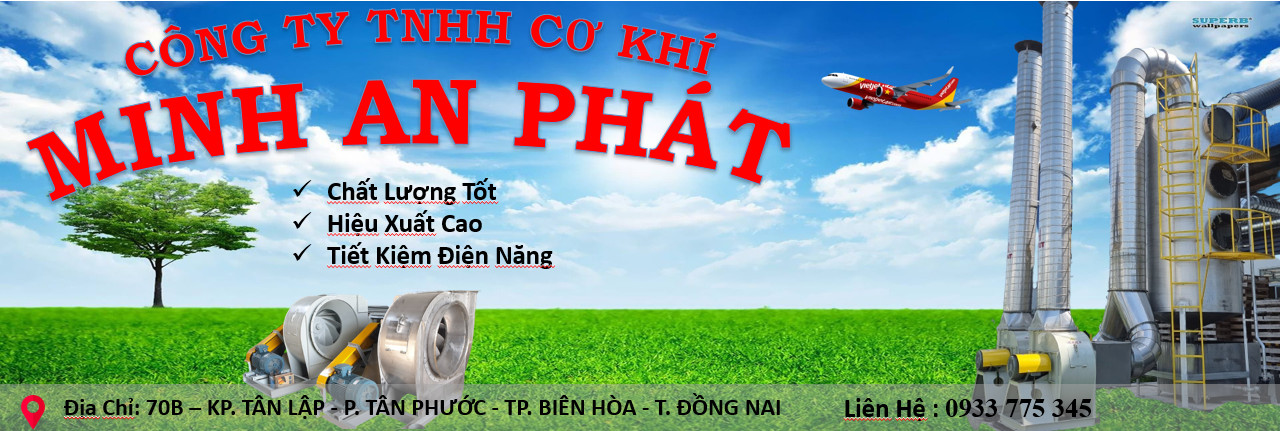 CÔNG TY TNHH CƠ KHÍ
MINH AN PHÁT
SUPERB
wallpapers
vietjet
vietjet
✓ Chất Lượng Tốt
✓ Hiệu Xuất Cao
✓ Tiết Kiệm Điện Năng
Địa Chỉ: 70B – KP. TÂN LẬP - P. TÂN PHƯỚC - TP. BIÊN HÒA - T. ĐỒNG NAI
Liên Hệ : 0933 775 345